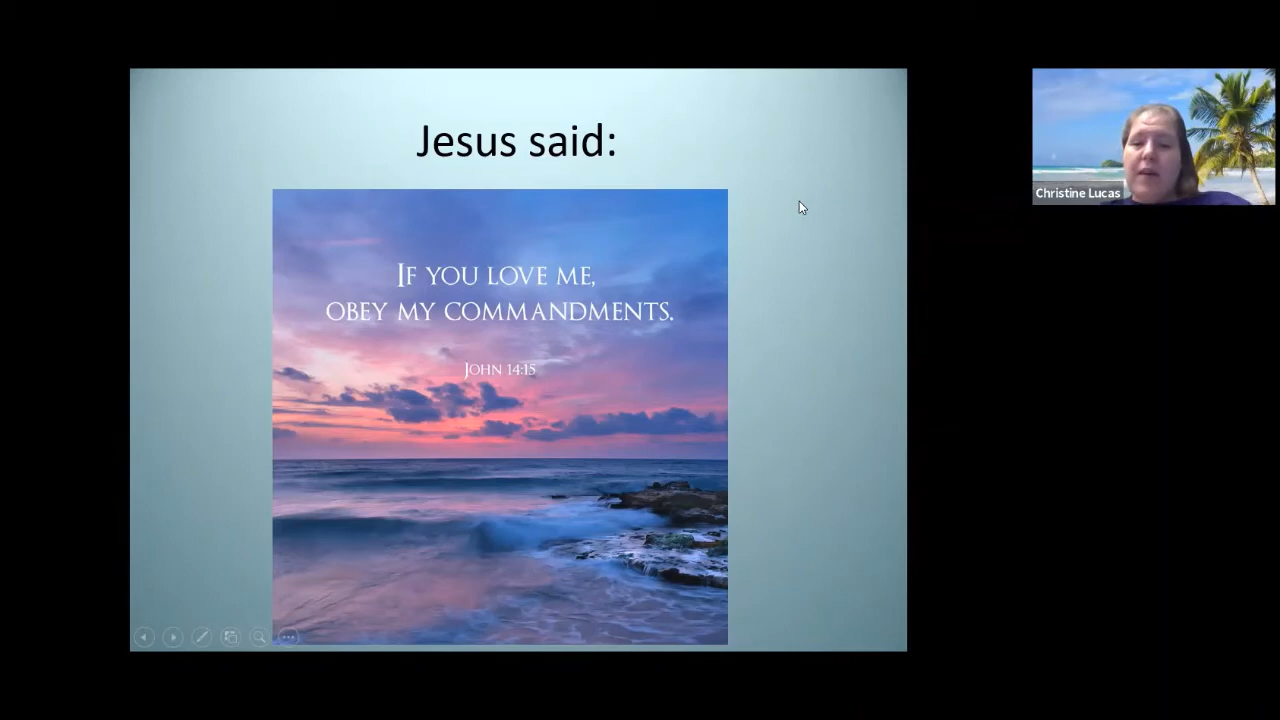 Jesus said:
IF YOU LOVE ME,
OBEY MY COMMANDMENTS.
JOHN 14:15
Christine Lucas